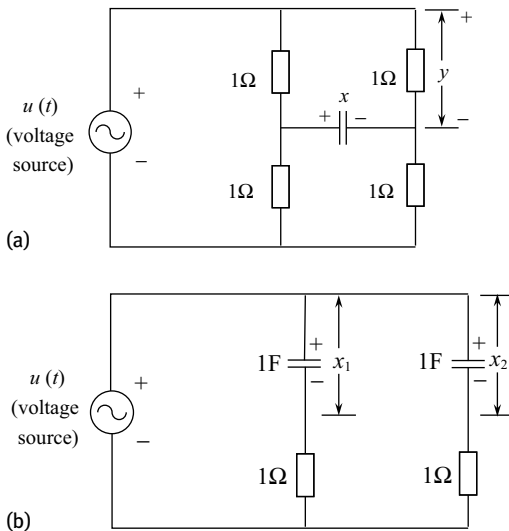 +
1Ω
1Ω
y
u (t)
(voltage
source)
+
−
+
x
−
−
1Ω
1Ω
(a)
u (t)
(voltage
source)
+
−
1F
+
−
x1
1F
+
−
x2
1Ω
1Ω
(b)